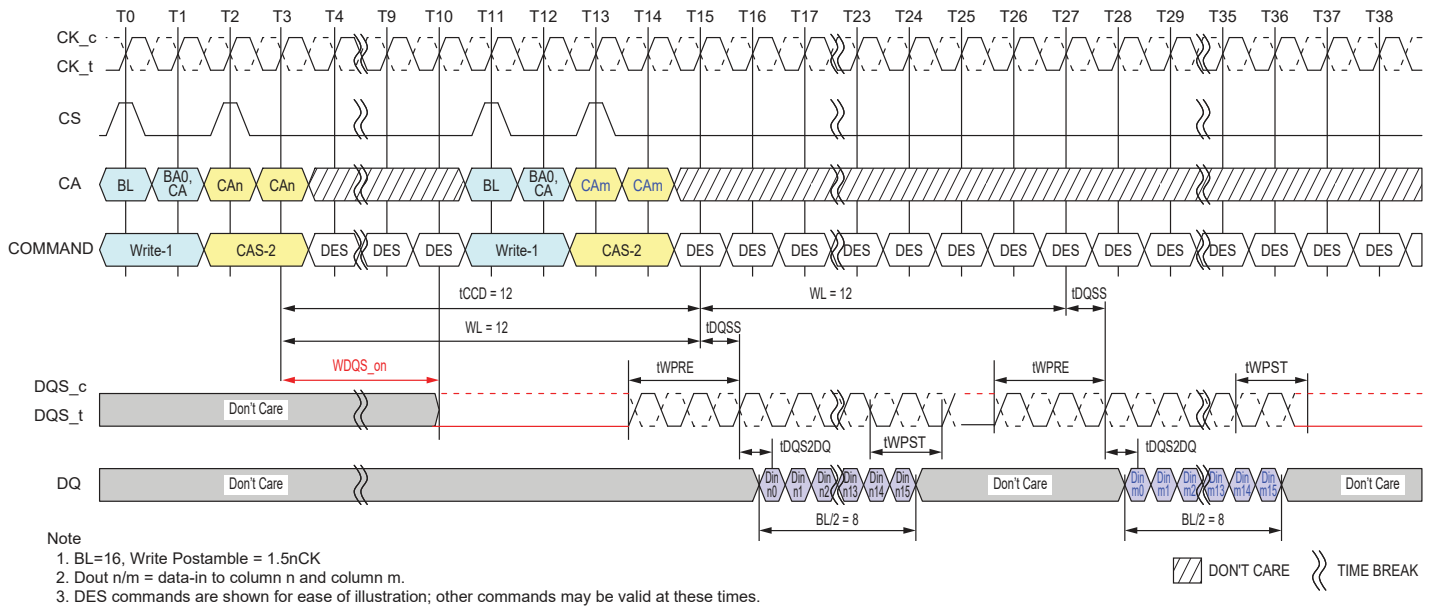 T0 T1 T2 T3 T4 T9 T10 T11 T12 T13 T14 T15 T16 T17 T22 T23 T24 T25 T26 T27 T28 T29 T35 T36 T37 T38
CK_c
CK_t
CS
CA BL BA0, CA CAn CAn BL BA0, CA CAm CAm
COMMAND Write-1 CAS-2 DES DES DES Write-1 CAS-2 DES DES DES DES DES DES DES DES DES DES DES DES DES DES
tCCD = 12 WL = 12 tDQSS
WL = 12 tDQSS
WDQS_on tWPRE tWPRE tWPST
DQS_c
DQS_t Don't Care
tDQS2DQ tWPST tDQS2DQ
DQ Don't Care Din n0 Din n1 Din n2 Din n13 Din n14 Din n15 Don't Care Din m0 Din m1 Din m2 Din m13 Din m14 Din m15 Don't Care
BL/2 = 8 BL/2 = 8
Note
1. BL=16, Write Postamble = 1.5nCK
2. Dout n/m = data-in to column n and column m.
3. DES commands are shown for ease of illustration; other commands may be valid at these times.
DON'T CARE TIME BREAK